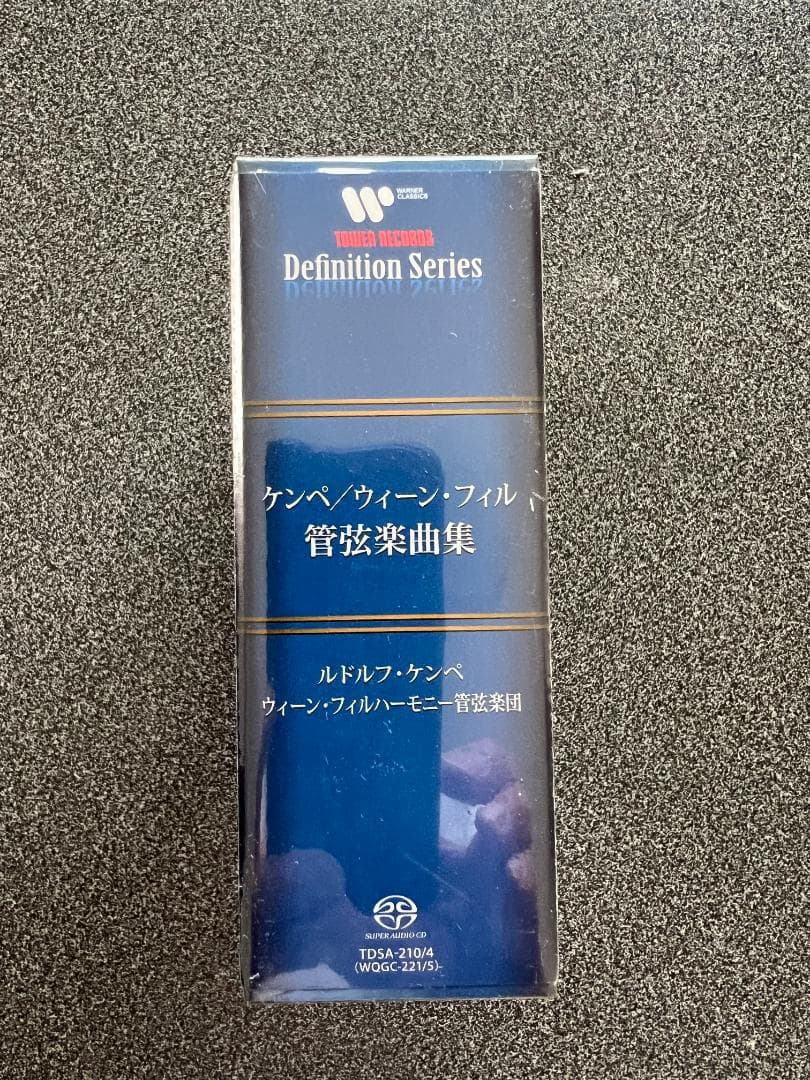 WARNER
CLASSICS
TOWER RECORDS
Definition Series
ケンペ/ウィーン・フィル
管弦楽曲集
ルドルフ・ケンペ
ウィーン・フィルハーモニー管弦楽団
SUPER AUDIO CD
TDSA-210/4
(WQGC-221/5)